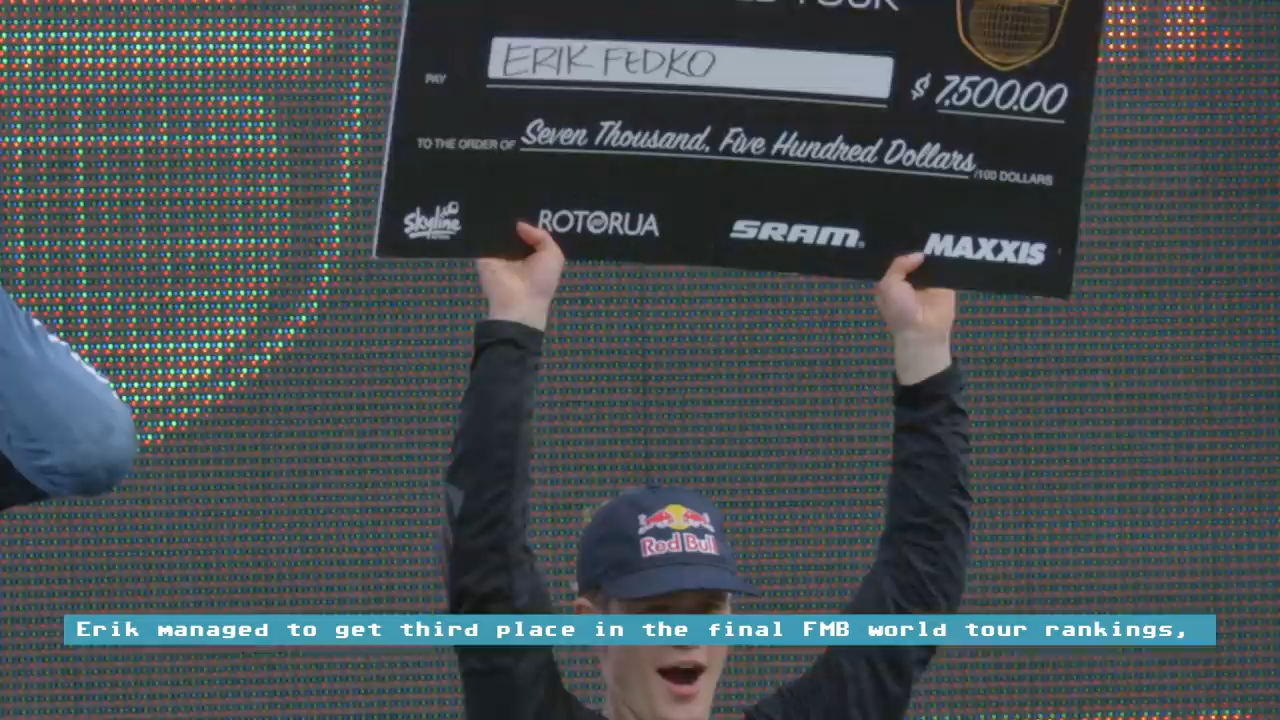 TOUR
ERIK FEDKO
PAY
$ 7,500.00
TO THE ORDER OF Seven Thousand, Five Hundred Dollars /100 DOLLARS
Skyline
ROTORUA
SRAM
MAXXIS
Red Bull
Erik managed to get third place in the final FMB world tour rankings,